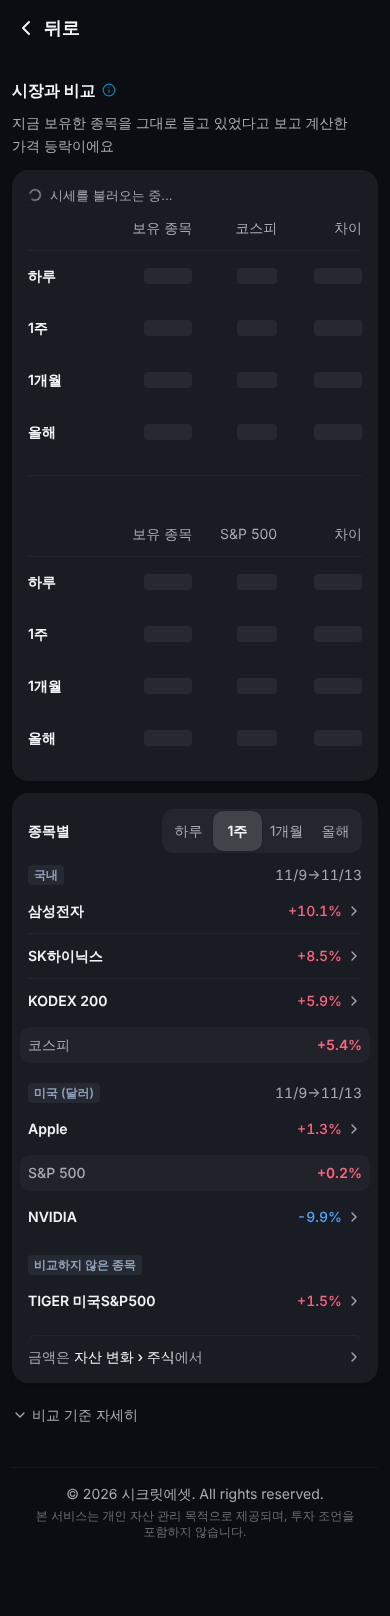 뒤로
시장과 비교
지금 보유한 종목을 그대로 들고 있었다고 보고 계산한
가격 등락이에요
시세를 불러오는 중...
보유 종목 코스피 차이
하루
1주
1개월
올해
보유 종목 S&P 500 차이
하루
1주
1개월
올해
종목별 하루 1주 1개월 올해
국내 11/9→11/13
삼성전자 +10.1%
SK하이닉스 +8.5%
KODEX 200 +5.9%
코스피 +5.4%
미국 (달러) 11/9→11/13
Apple +1.3%
S&P 500 +0.2%
NVIDIA -9.9%
비교하지 않은 종목
TIGER 미국S&P500 +1.5%
금액은 자산 변화 › 주식에서
비교 기준 자세히
© 2026 시크릿에셋. All rights reserved.
본 서비스는 개인 자산 관리 목적으로 제공되며, 투자 조언을
포함하지 않습니다.